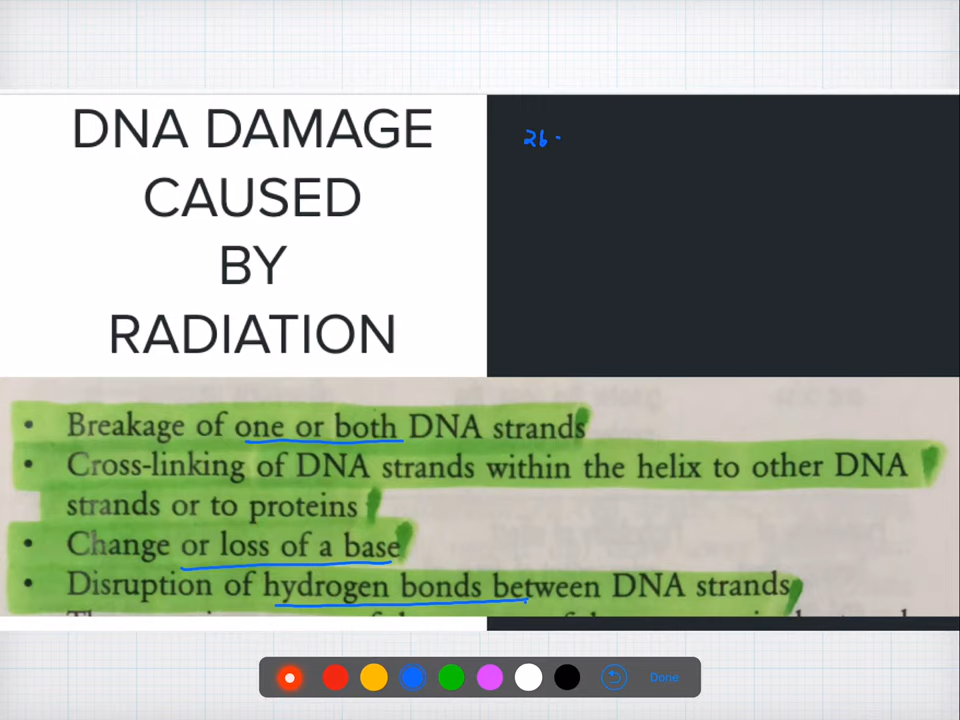 DNA DAMAGE
CAUSED
BY
RADIATION
26.
• Breakage of one or both DNA strands
• Cross-linking of DNA strands within the helix to other DNA
strands or to proteins
• Change or loss of a base
• Disruption of hydrogen bonds between DNA strands
Done